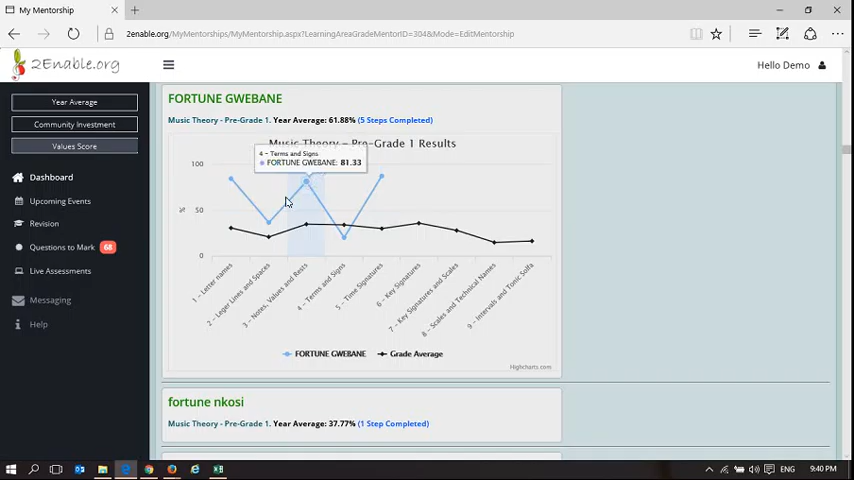 My Mentorship
2enable.org/MyMentorships/MyMentorship.aspx?LearningAreaGradeMentorID=304&Mode=EditMentorship
2Enable.org
Hello Demo
Year Average
Community Investment
Values Score
Dashboard
Upcoming Events
Revision
Questions to Mark 68
Live Assessments
Messaging
Help
FORTUNE GWEBANE
Music Theory - Pre-Grade 1. Year Average: 61.88% (5 Steps Completed)
Music Theory - Pre-Grade 1 Results
4 - Terms and Signs
FORTUNE GWEBANE: 81.33
100
50
0
%
1 - Letter names
2 - Leger Lines and Spaces
3 - Notes, Values and Rests
4 - Terms and Signs
5 - Time Signatures
6 - Key Signatures
7 - Key Signatures and Scales
8 - Scales and Technical Names
9 - Intervals and Tonic Solfa
FORTUNE GWEBANE
Grade Average
Highcharts.com
fortune nkosi
Music Theory - Pre-Grade 1. Year Average: 37.77% (1 Step Completed)
ENG
9:40 PM